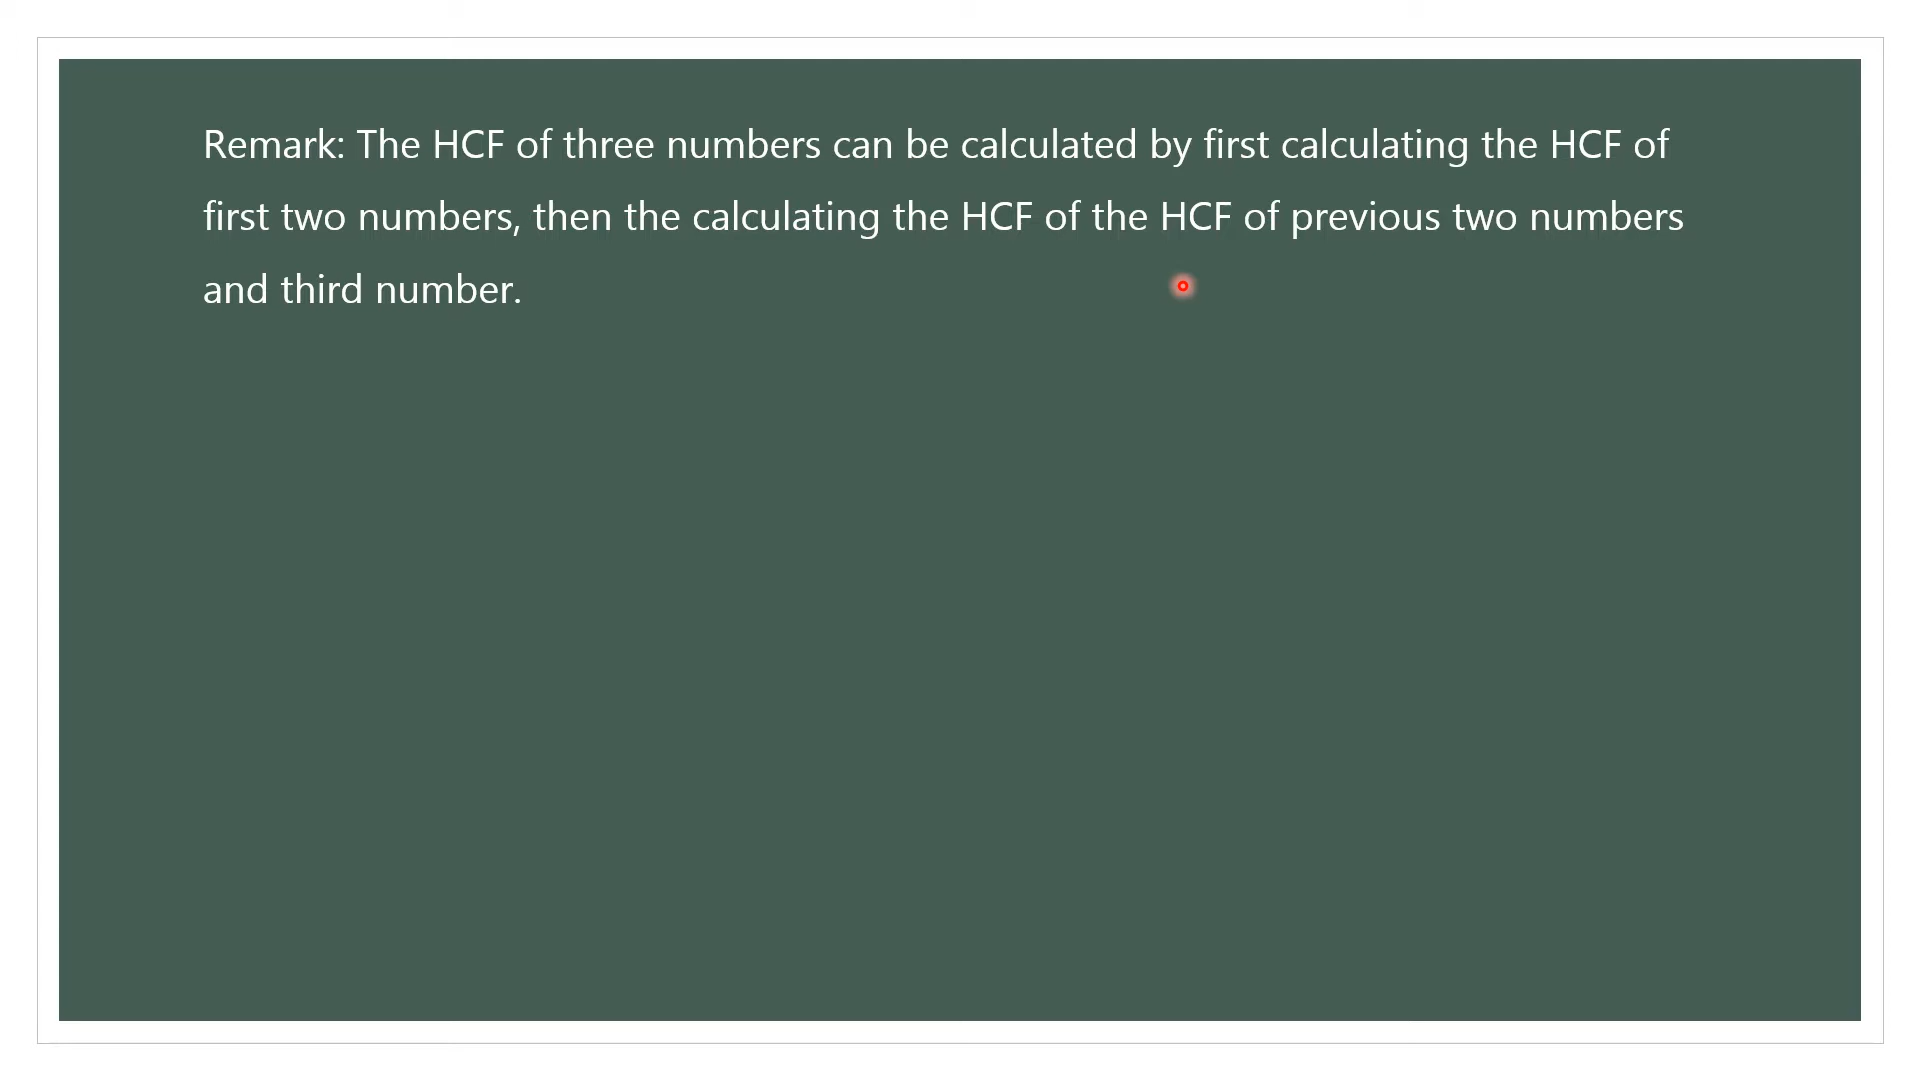 Remark: The HCF of three numbers can be calculated by first calculating the HCF of
first two numbers, then the calculating the HCF of the HCF of previous two numbers
and third number.